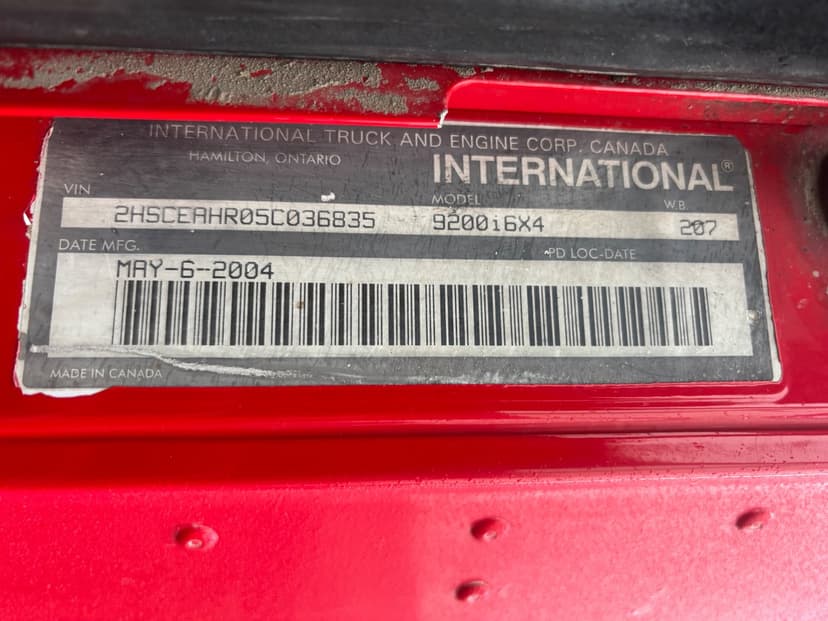 INTERNATIONAL TRUCK AND ENGINE CORP. CANADA
HAMILTON, ONTARIO
INTERNATIONAL®
VIN MODEL W.B.
2HSCEAHR05C036835 9200i6X4 207
DATE MFG. PD LOC-DATE
MAY-6-2004
MADE IN CANADA